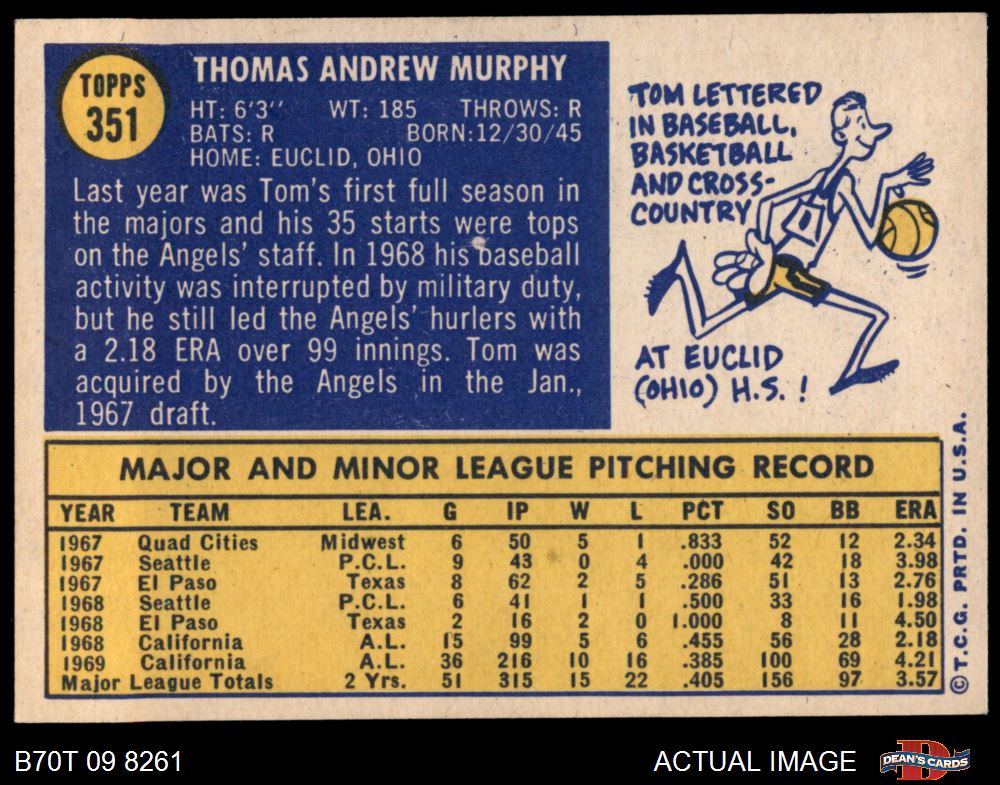 TOPPS
351
THOMAS ANDREW MURPHY
HT: 6'3'' WT: 185 THROWS: R
BATS: R BORN:12/30/45
HOME: EUCLID, OHIO
Last year was Tom's first full season in
the majors and his 35 starts were tops
on the Angels' staff. In 1968 his baseball
activity was interrupted by military duty,
but he still led the Angels' hurlers with
a 2.18 ERA over 99 innings. Tom was
acquired by the Angels in the Jan.,
1967 draft.
TOM LETTERED
IN BASEBALL,
BASKETBALL
AND CROSS-
COUNTRY
AT EUCLID
(OHIO) H.S. !
MAJOR AND MINOR LEAGUE PITCHING RECORD
YEAR TEAM LEA. G IP W L PCT SO BB ERA
1967 Quad Cities Midwest 6 50 5 1 .833 52 12 2.34
1967 Seattle P.C.L. 9 43 0 4 .000 42 18 3.98
1967 El Paso Texas 8 62 2 5 .286 51 13 2.76
1968 Seattle P.C.L. 6 41 1 1 .500 33 16 1.98
1968 El Paso Texas 2 16 2 0 1.000 8 11 4.50
1968 California A.L. 15 99 5 6 .455 56 28 2.18
1969 California A.L. 36 216 10 16 .385 100 69 4.21
Major League Totals 2 Yrs. 51 315 15 22 .405 156 97 3.57
© T.C.G. PRTD. IN U.S.A.
B70T 09 8261
ACTUAL IMAGE
DEAN'S CARDS